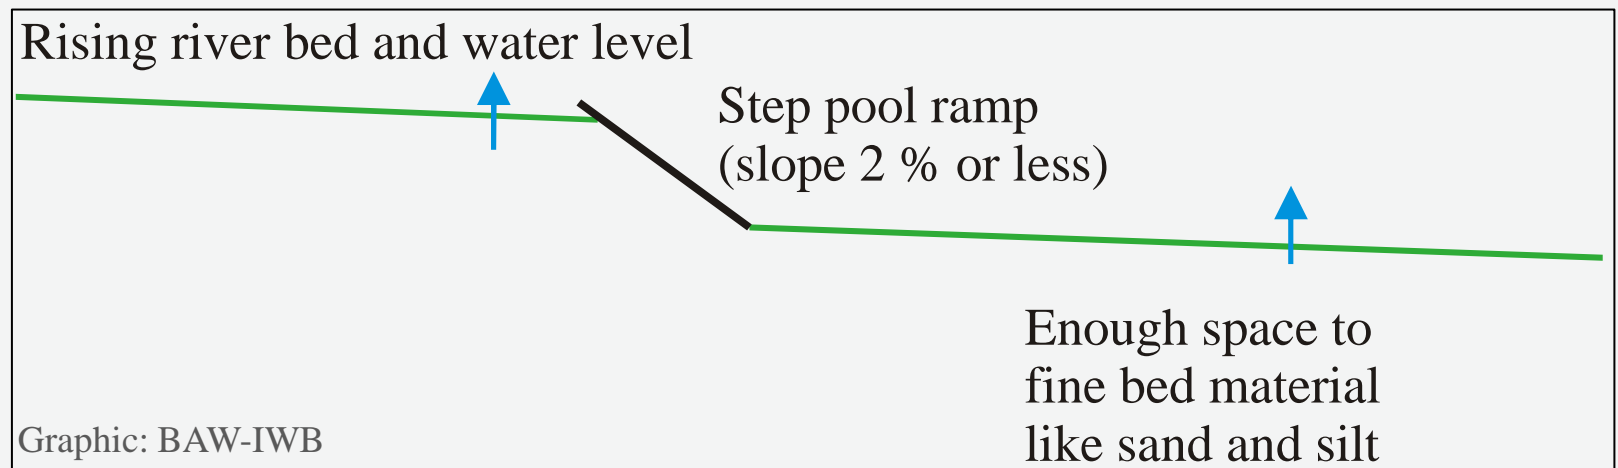 Rising river bed and water level
Step pool ramp
(slope 2 % or less)
Enough space to
fine bed material
like sand and silt
Graphic: BAW-IWB